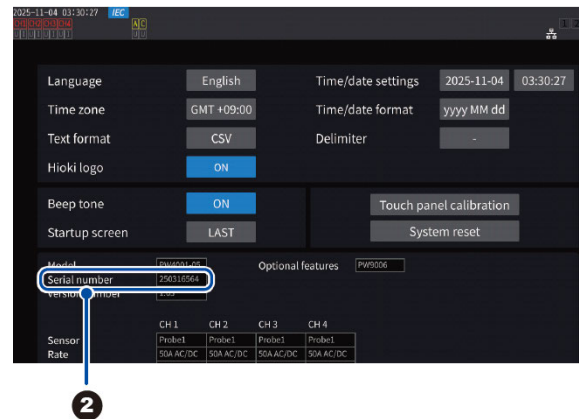 2025-11-04 03:30:27 IEC
Language English Time/date settings 2025-11-04 03:30:27
Time zone GMT +09:00 Time/date format yyyy MM dd
Text format CSV Delimiter -
Hioki logo ON
Beep tone ON Touch panel calibration
Startup screen LAST System reset
Model PW4001-05 Optional features PW9006
Serial number 250316564
Version number
CH 1 CH 2 CH 3 CH 4
Sensor Probe1 Probe1 Probe1 Probe1
Rate 50A AC/DC 50A AC/DC 50A AC/DC 50A AC/DC
2